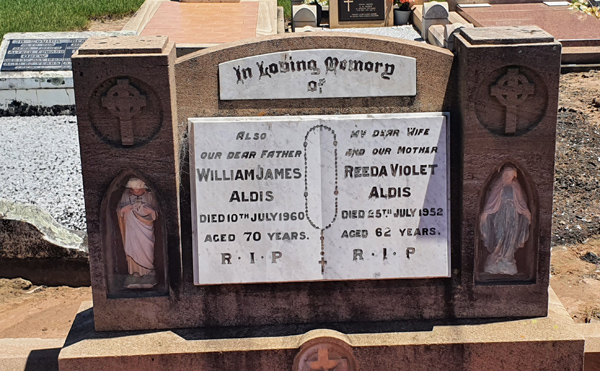 In Loving Memory
of
Also
our dear Father
William James
Aldis
Died 10th July 1960
aged 70 years.
R · I · P
My dear Wife
and our Mother
Reeda Violet
Aldis
Died 25th July 1952
aged 62 years.
R · I · P